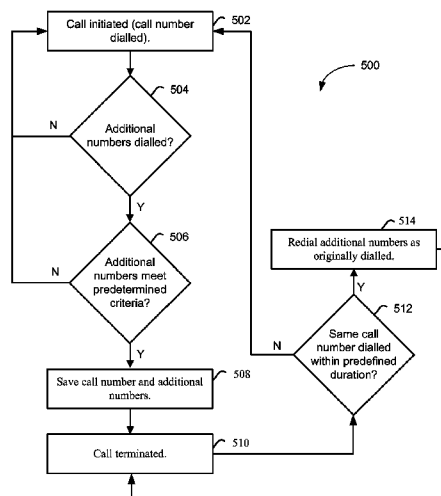 Call initiated (call number
dialled).
502
500
504
Additional
numbers dialled?
N
Y
506
Additional
numbers meet
predetermined
criteria?
N
Y
Save call number and additional
numbers.
508
Call terminated.
510
514
Redial additional numbers as
originally dialled.
Y
512
Same call
number dialled
within predefined
duration?
N